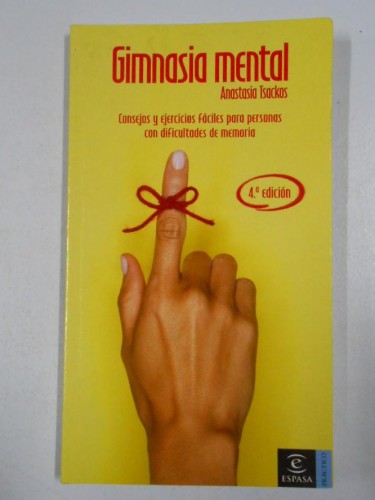 Gimnasia mental
Anastasia Tsackos
Consejos y ejercicios fáciles para personas
con dificultades de memoria
4.ª edición
e
ESPASA
PRÁCTICO